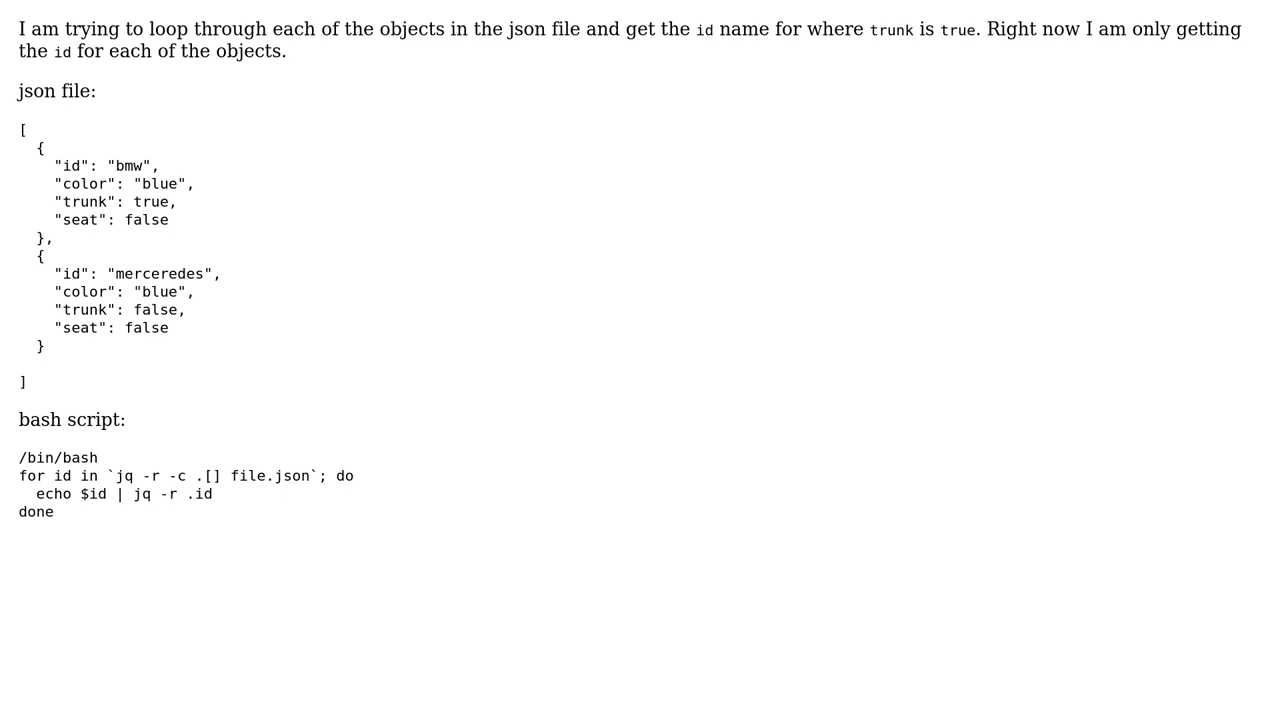 I am trying to loop through each of the objects in the json file and get the id name for where trunk is true. Right now I am only getting
the id for each of the objects.
json file:
[
  {
    "id": "bmw",
    "color": "blue",
    "trunk": true,
    "seat": false
  },
  {
    "id": "merceredes",
    "color": "blue",
    "trunk": false,
    "seat": false
  }
]
bash script:
/bin/bash
for id in `jq -r -c .[] file.json`; do
  echo $id | jq -r .id
done